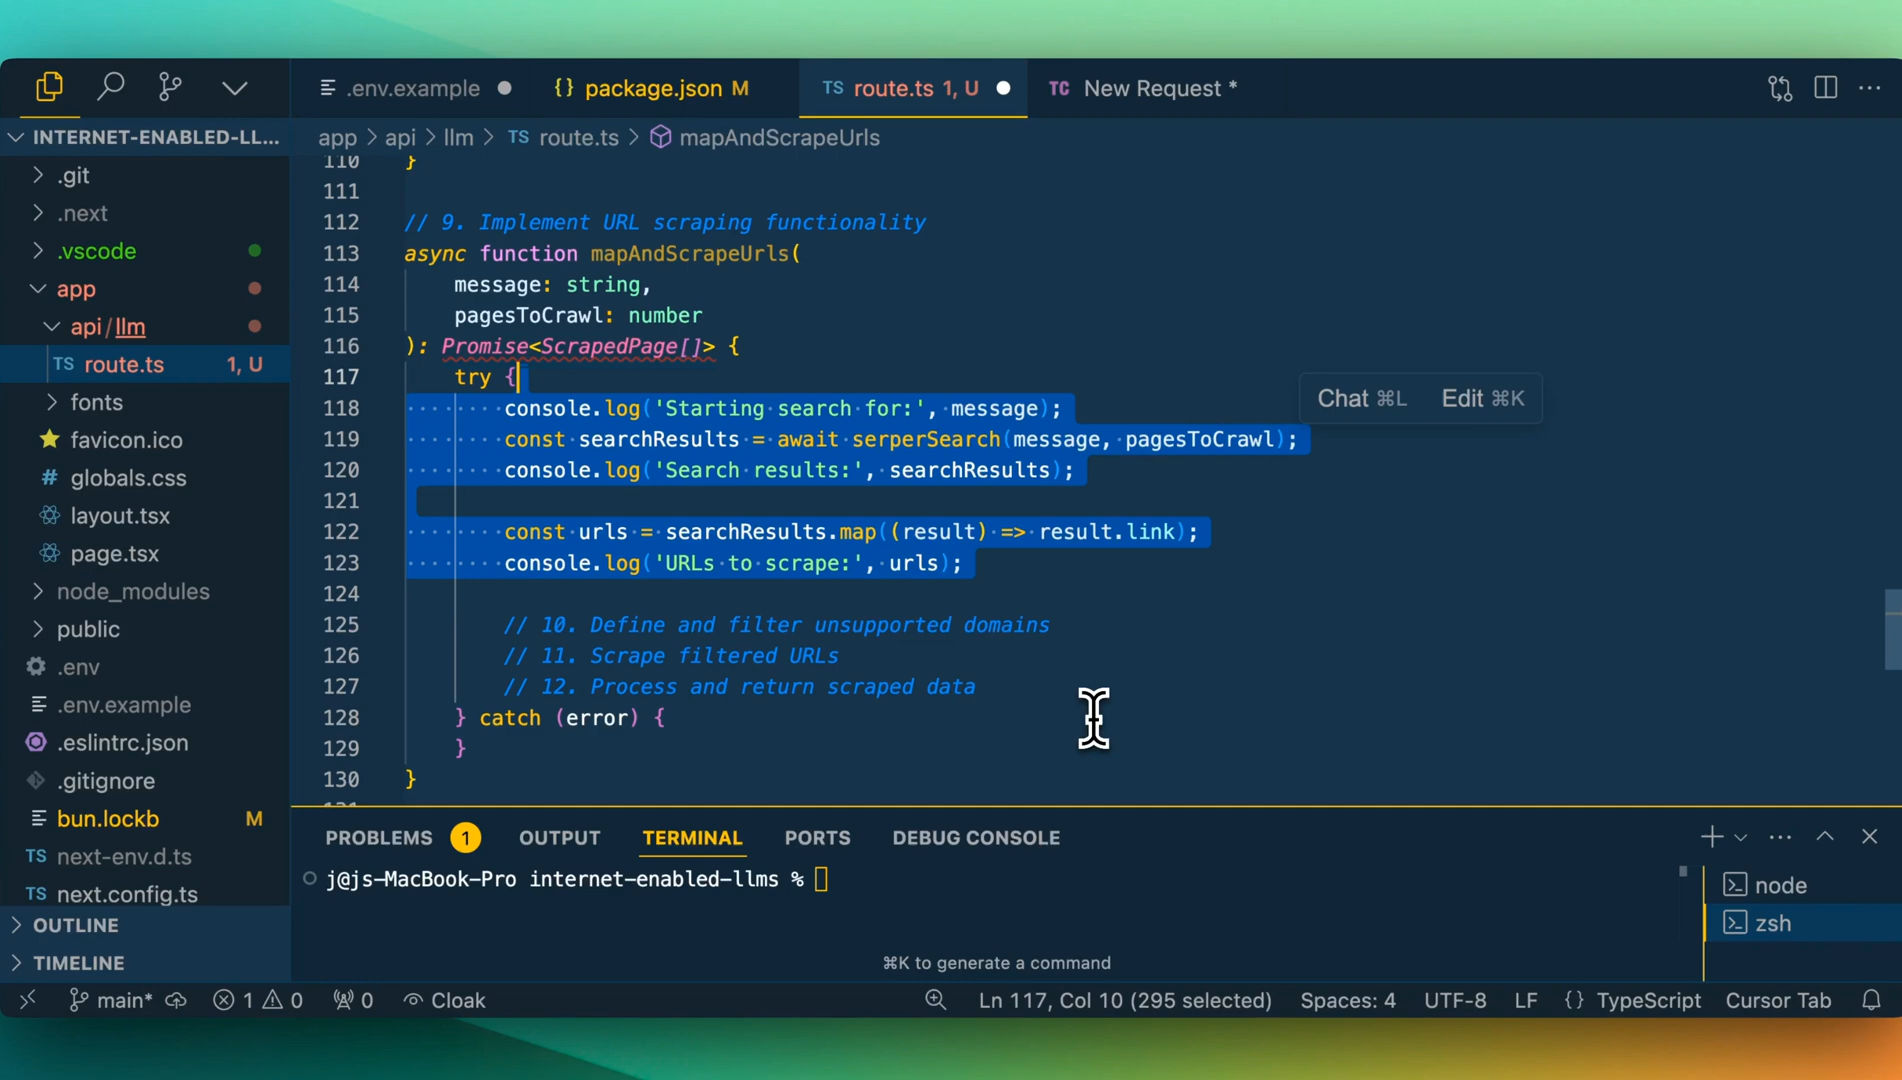 .env.example
package.json M
TS route.ts 1, U
TC New Request *
INTERNET-ENABLED-LL...
app > api > llm > TS route.ts > mapAndScrapeUrls
.git
.next
.vscode
app
api/llm
TS route.ts 1, U
fonts
favicon.ico
# globals.css
layout.tsx
page.tsx
node_modules
public
.env
.env.example
.eslintrc.json
.gitignore
bun.lockb M
TS next-env.d.ts
TS next.config.ts
OUTLINE
TIMELINE
110 }
111
112 // 9. Implement URL scraping functionality
113 async function mapAndScrapeUrls(
114 message: string,
115 pagesToCrawl: number
116 ): Promise<ScrapedPage[]> {
117 try {
118 console.log('Starting search for:', message);
119 const searchResults = await serperSearch(message, pagesToCrawl);
120 console.log('Search results:', searchResults);
121
122 const urls = searchResults.map((result) => result.link);
123 console.log('URLs to scrape:', urls);
124
125 // 10. Define and filter unsupported domains
126 // 11. Scrape filtered URLs
127 // 12. Process and return scraped data
128 } catch (error) {
129 }
130 }
Chat ⌘L Edit ⌘K
PROBLEMS 1 OUTPUT TERMINAL PORTS DEBUG CONSOLE
j@js-MacBook-Pro internet-enabled-llms %
node
zsh
⌘K to generate a command
main* 1 0 0 Cloak Ln 117, Col 10 (295 selected) Spaces: 4 UTF-8 LF {} TypeScript Cursor Tab